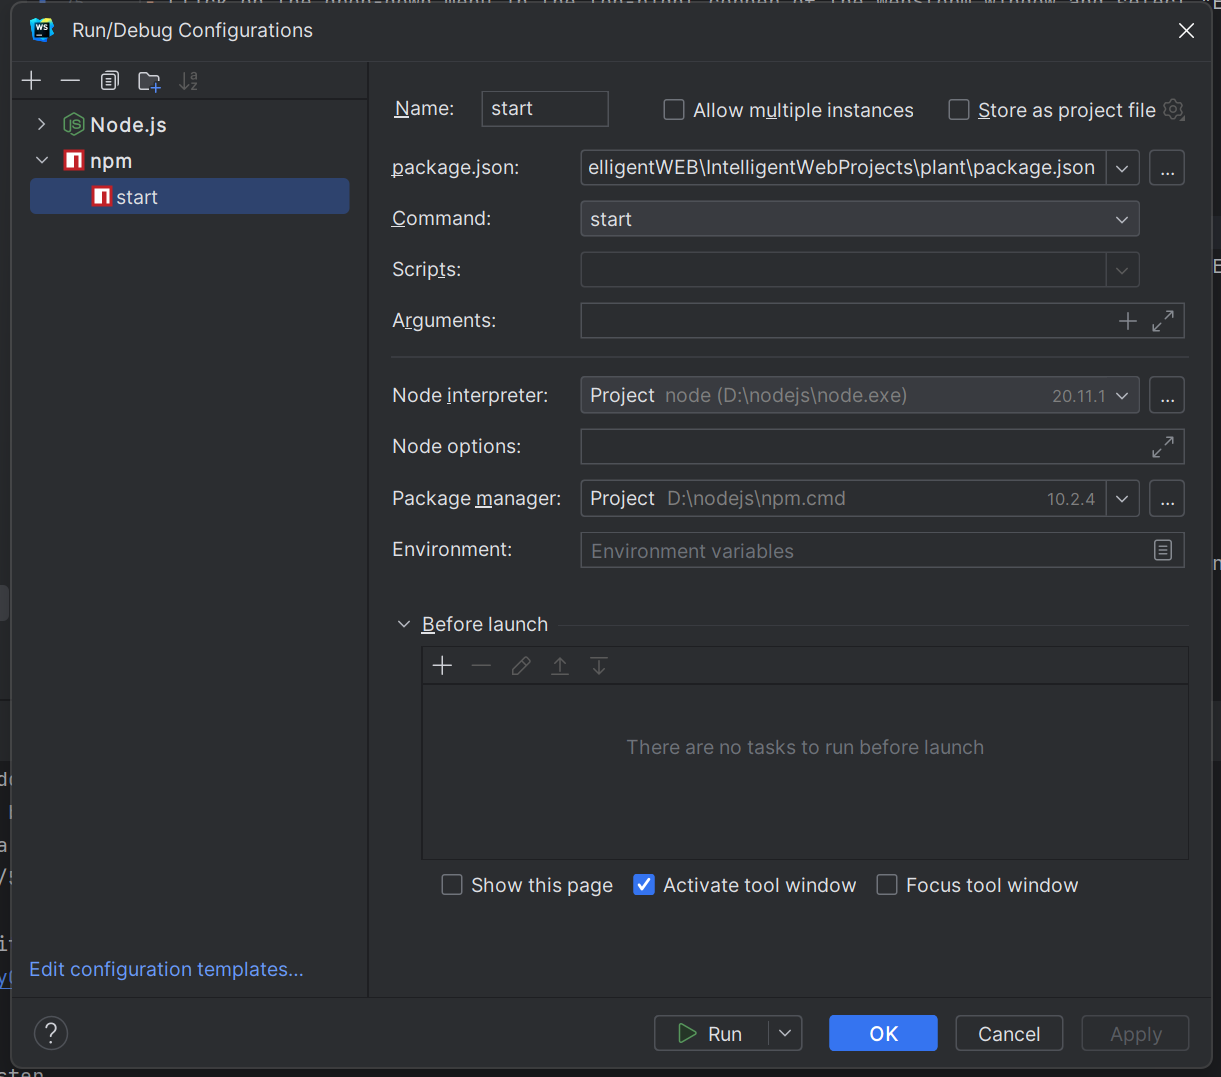 WS Run/Debug Configurations
Name: start Allow multiple instances Store as project file
Node.js
npm
start
package.json: elligentWEB\IntelligentWebProjects\plant\package.json ...
Command: start
Scripts:
Arguments:
Node interpreter: Project node (D:\nodejs\node.exe) 20.11.1 ...
Node options:
Package manager: Project D:\nodejs\npm.cmd 10.2.4 ...
Environment: Environment variables
Before launch
There are no tasks to run before launch
Show this page Activate tool window Focus tool window
Edit configuration templates...
? Run OK Cancel Apply